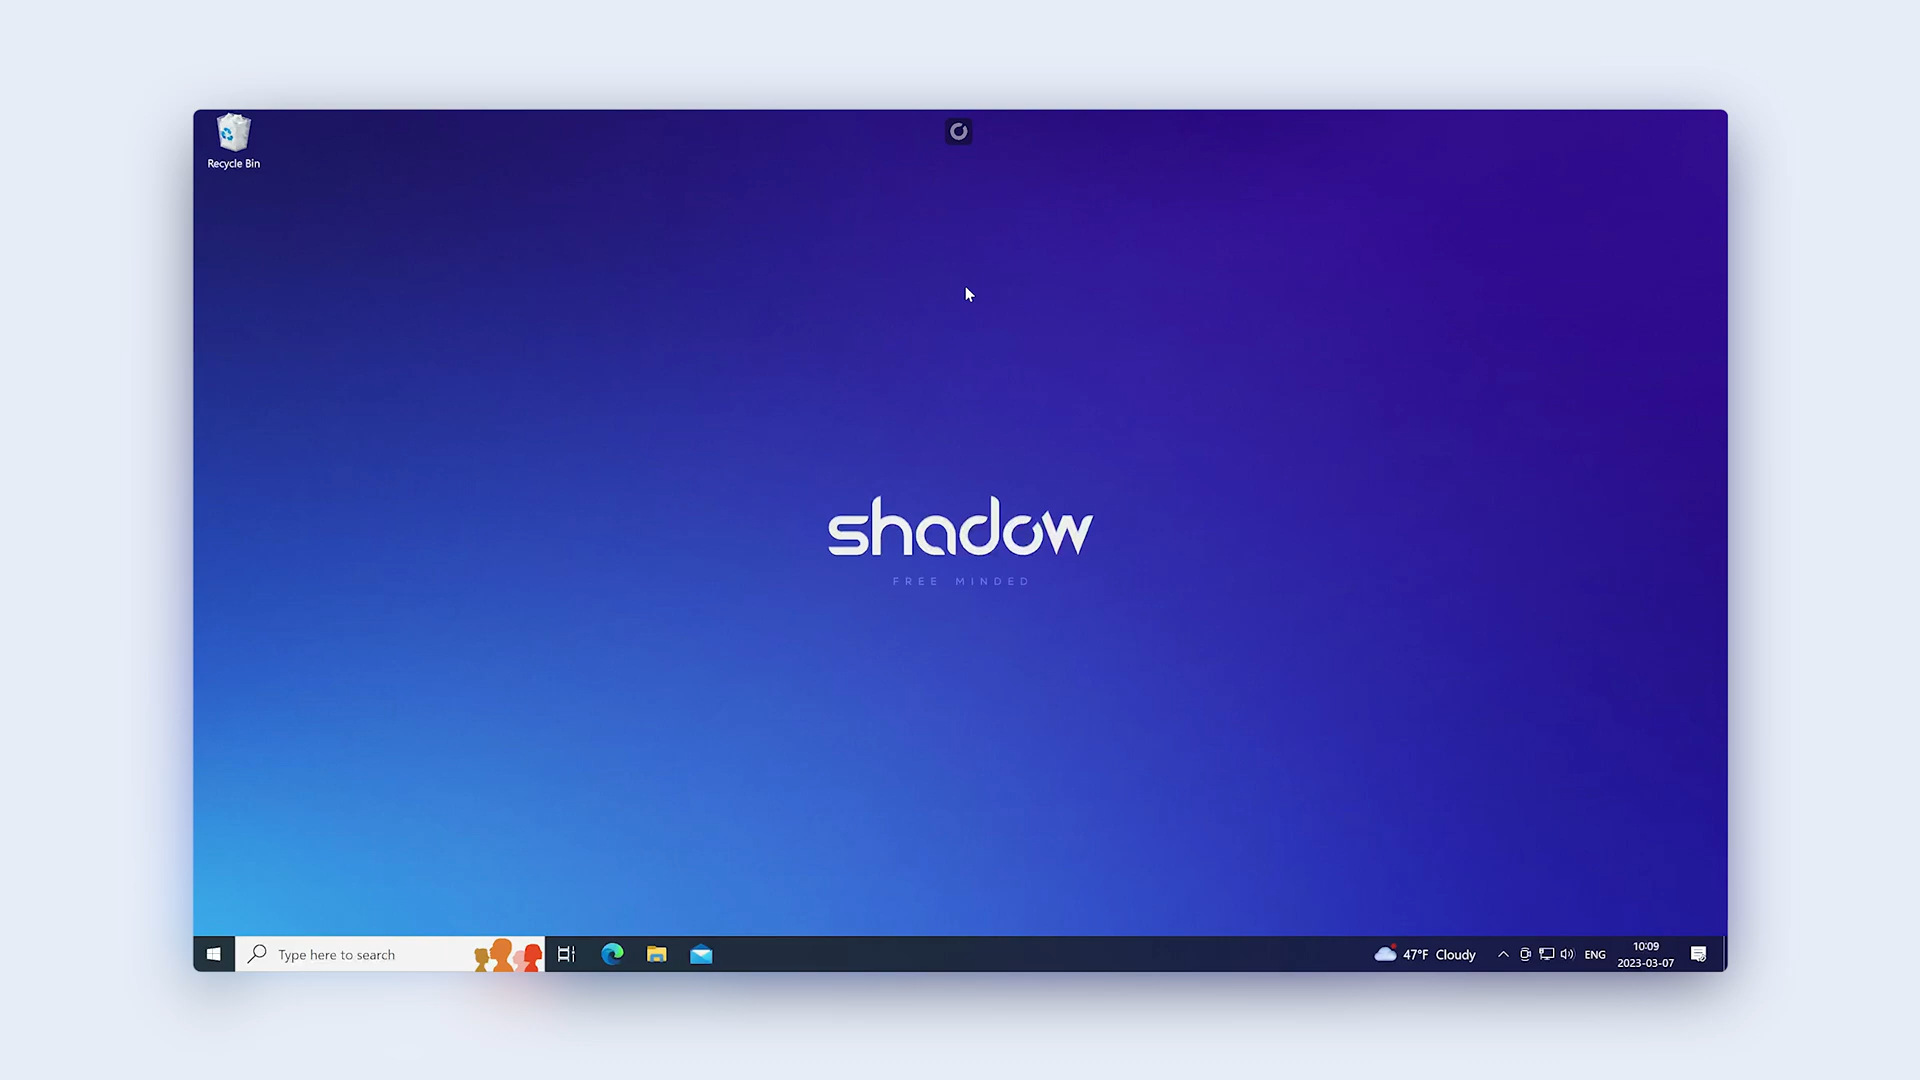 Recycle Bin
shadow
FREE MINDED
Type here to search
47°F Cloudy
ENG
10:09
2023-03-07